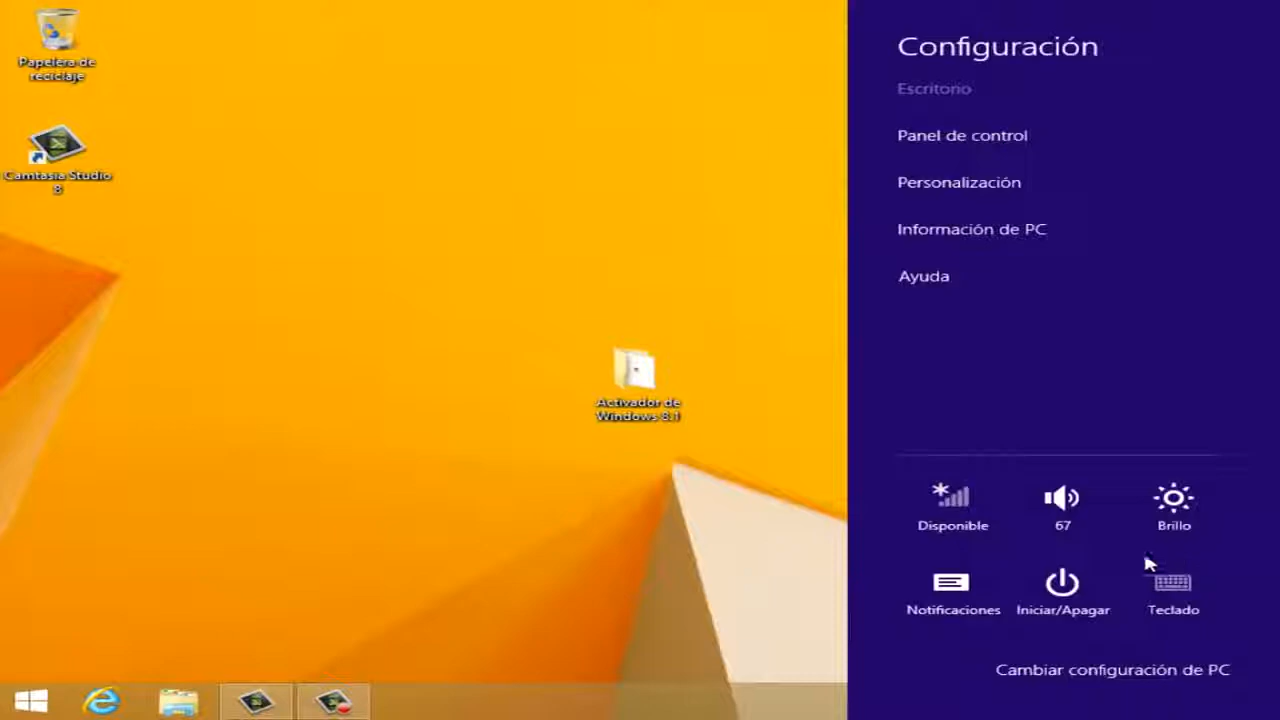 Papelera de
reciclaje
Camtasia Studio
8
Activador de
Windows 8.1
Configuración
Escritorio
Panel de control
Personalización
Información de PC
Ayuda
Disponible
67
Brillo
Notificaciones
Iniciar/Apagar
Teclado
Cambiar configuración de PC